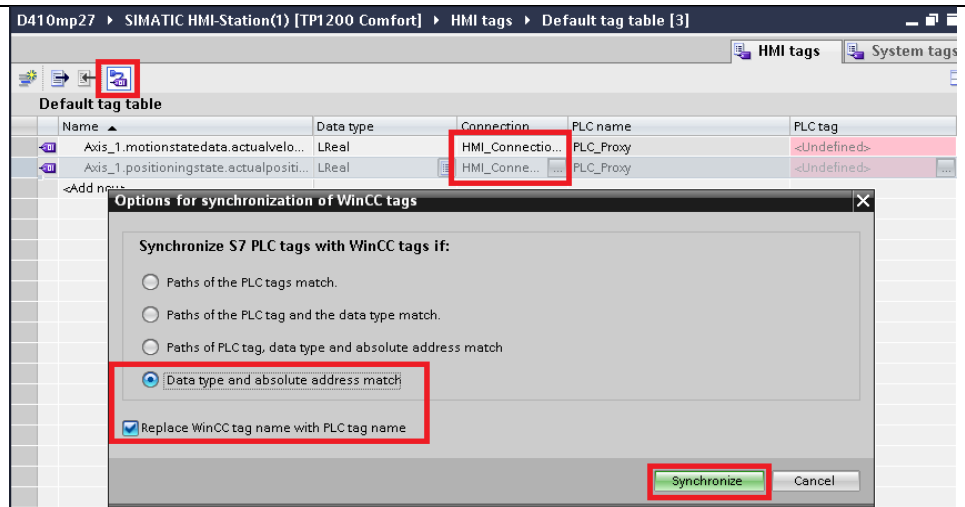 D410mp27 ▸ SIMATIC HMI-Station(1) [TP1200 Comfort] ▸ HMI tags ▸ Default tag table [3]
HMI tags System tags
Default tag table
Name Data type Connection PLC name PLC tag
Axis_1.motionstatedata.actualvelo... LReal HMI_Connectio... PLC_Proxy <Undefined>
Axis_1.positioningstate.actualpositi... LReal HMI_Conne... ... PLC_Proxy <Undefined> ...
<Add
Options for synchronization of WinCC tags
Synchronize S7 PLC tags with WinCC tags if:
Paths of the PLC tags match.
Paths of the PLC tag and the data type match.
Paths of PLC tag, data type and absolute address match
Data type and absolute address match
Replace WinCC tag name with PLC tag name
Synchronize Cancel